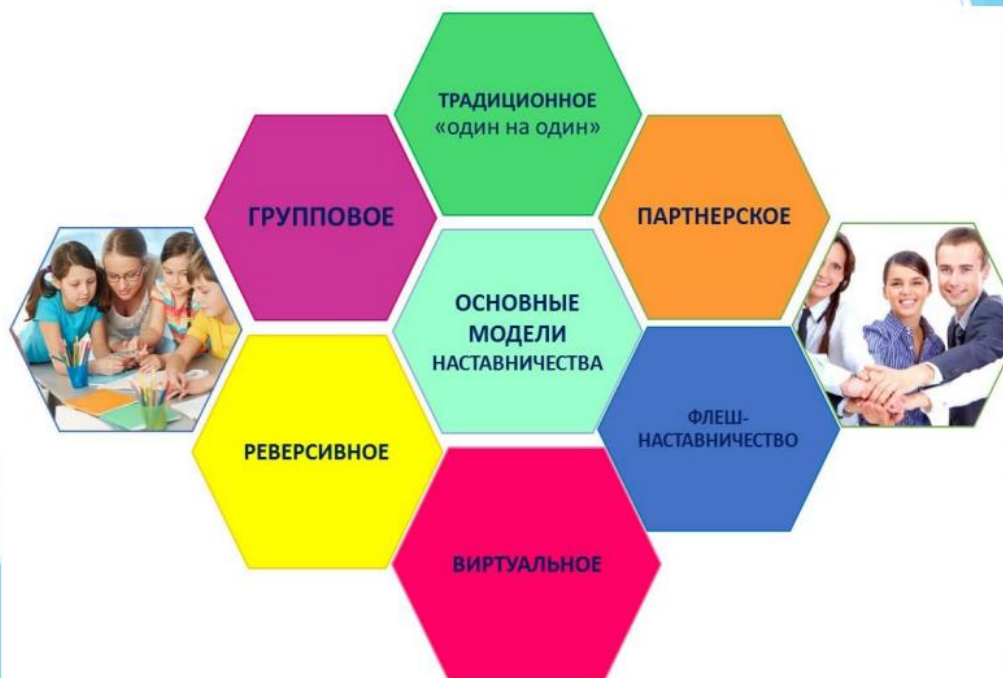 ТРАДИЦИОННОЕ
«один на один»
ГРУППОВОЕ
ПАРТНЕРСКОЕ
ОСНОВНЫЕ
МОДЕЛИ
НАСТАВНИЧЕСТВА
РЕВЕРСИВНОЕ
ФЛЕШ-
НАСТАВНИЧЕСТВО
ВИРТУАЛЬНОЕ